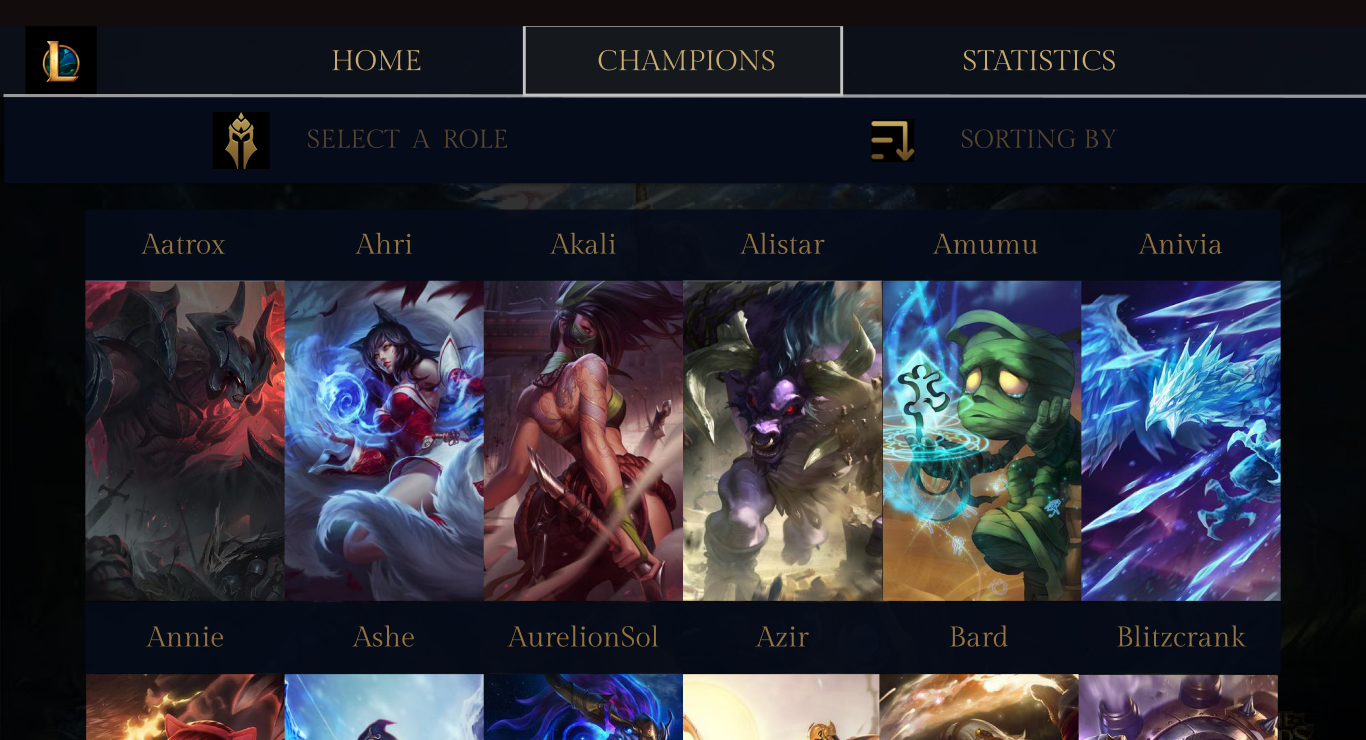 HOME CHAMPIONS STATISTICS
SELECT A ROLE SORTING BY
Aatrox Ahri Akali Alistar Amumu Anivia
Annie Ashe AurelionSol Azir Bard Blitzcrank